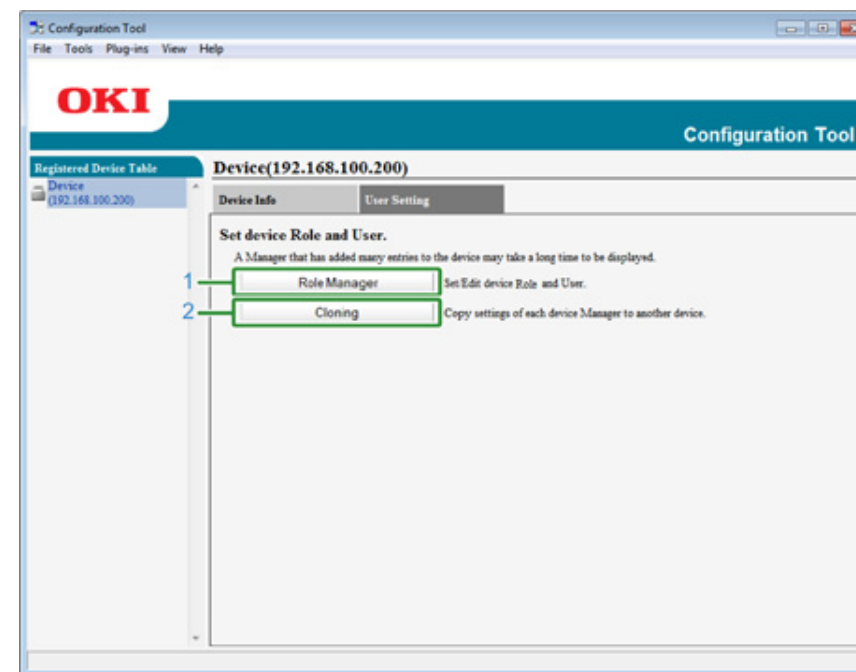 Configuration Tool
File Tools Plug-ins View Help
OKI
Configuration Tool
Registered Device Table
Device
(192.168.100.200)
Device(192.168.100.200)
Device Info User Setting
Set device Role and User.
A Manager that has added many entries to the device may take a long time to be displayed.
1 Role Manager Set/Edit device Role and User.
2 Cloning Copy settings of each device Manager to another device.